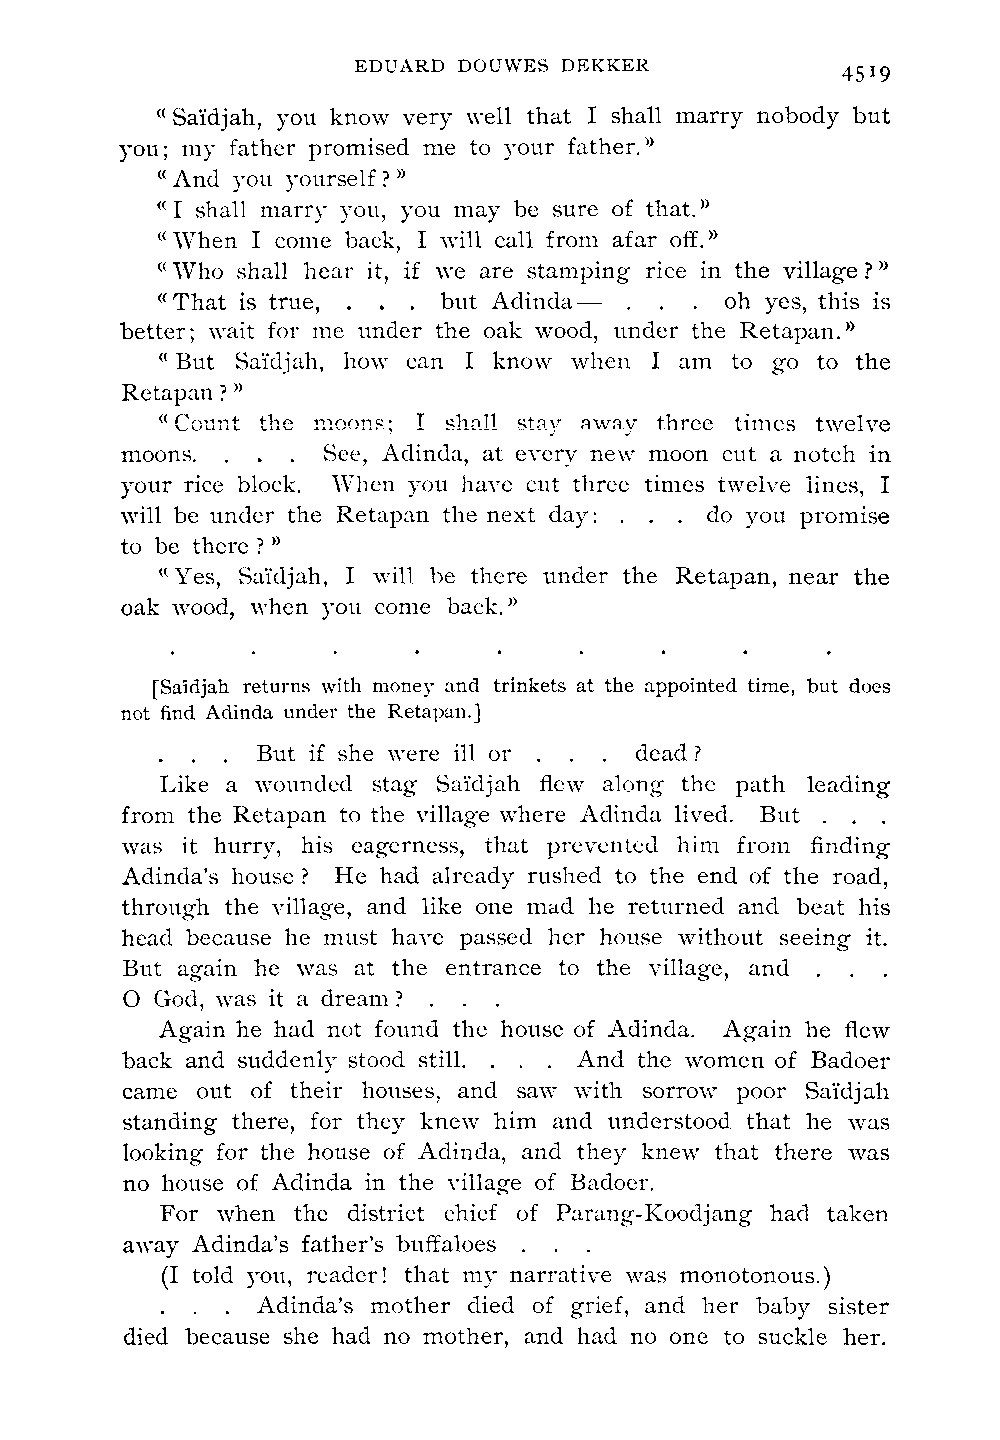 EDUARD DOUWES DEKKER 4519
« Saïdjah, you know very well that I shall marry nobody but
you; my father promised me to your father.»
« And you yourself?»
« I shall marry you, you may be sure of that.»
« When I come back, I will call from afar off.»
« Who shall hear it, if we are stamping rice in the village?»
« That is true, . . . but Adinda— . . . oh yes, this is
better; wait for me under the oak wood, under the Retapan.»
« But Saïdjah, how can I know when I am to go to the
Retapan?»
« Count the moons; I shall stay away three times twelve
moons. . . . See, Adinda, at every new moon cut a notch in
your rice block. When you have cut three times twelve lines, I
will be under the Retapan the next day: . . . do you promise
to be there?»
« Yes, Saïdjah, I will be there under the Retapan, near the
oak wood, when you come back.»
. . . . . . . . .
[Saïdjah returns with money and trinkets at the appointed time, but does
not find Adinda under the Retapan.]
. . . But if she were ill or . . . dead?
Like a wounded stag Saïdjah flew along the path leading
from the Retapan to the village where Adinda lived. But . . .
was it hurry, his eagerness, that prevented him from finding
Adinda's house? He had already rushed to the end of the road,
through the village, and like one mad he returned and beat his
head because he must have passed her house without seeing it.
But again he was at the entrance to the village, and . . .
O God, was it a dream? . . .
Again he had not found the house of Adinda. Again he flew
back and suddenly stood still. . . . And the women of Badoer
came out of their houses, and saw with sorrow poor Saïdjah
standing there, for they knew him and understood that he was
looking for the house of Adinda, and they knew that there was
no house of Adinda in the village of Badoer.
For when the district chief of Parang-Koodjang had taken
away Adinda's father's buffaloes . . .
(I told you, reader! that my narrative was monotonous.)
. . . Adinda's mother died of grief, and her baby sister
died because she had no mother, and had no one to suckle her.